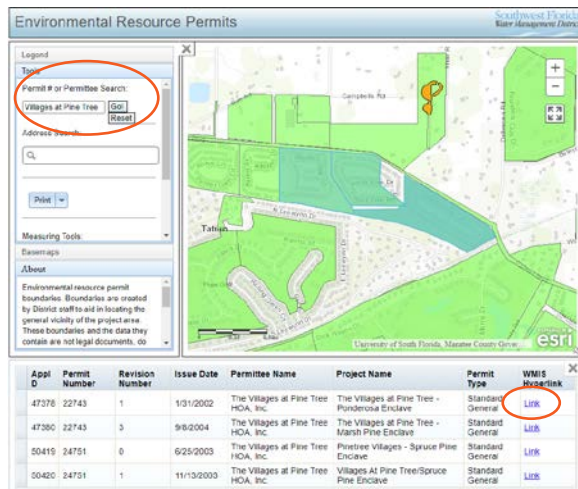 Environmental Resource Permits
Southwest Florida
Water Management District
Legend
Tools
Permit # or Permittee Search:
Villages at Pine Tree
Go!
Reset
Address Search:
Print
Measuring Tools:
Basemaps
About
Environmental resource permit
boundaries. Boundaries are created
by District staff to aid in locating the
general vicinity of the project area.
These boundaries and the data they
contain are not legal documents, do
Campbells Rd
University of South Florida, Manatee County Gover
esri
Appl D Permit Number Revision Number Issue Date Permittee Name Project Name Permit Type WMIS Hyperlink
47378 22743 1 1/31/2002 The Villages at Pine Tree HOA, Inc. The Villages at Pine Tree - Ponderosa Enclave Standard General Link
22743 9/8/2004 The Villages at Pine Tree HOA, Inc. The Villages at Pine Tree - Marsh Pine Enclave Standard General Link
50419 24751 0 6/25/2003 The Villages at Pine Tree HOA, Inc. Pinetree Villages - Spruce Pine Enclave Standard General Link
50420 24751 1 11/13/2003 The Villages at Pine Tree HOA, Inc. Villages At Pine Tree/Spruce Pine Enclave Standard General Link